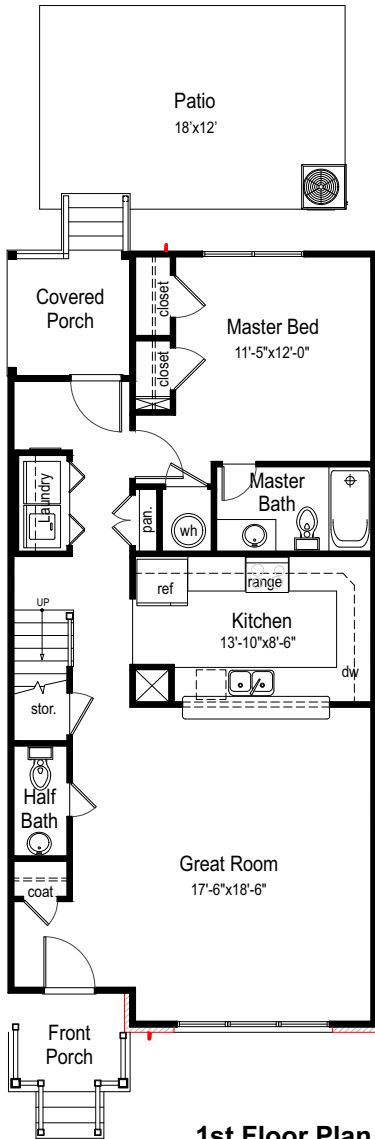 Patio
18'x12'
Covered
Porch
closet
closet
Master Bed
11'-5"x12'-0"
Laundry
pan.
wh
Master
Bath
ref
range
UP
Kitchen
13'-10"x8'-6"
dw
stor.
Half
Bath
Great Room
17'-6"x18'-6"
coat
Front
Porch
1st Floor Plan